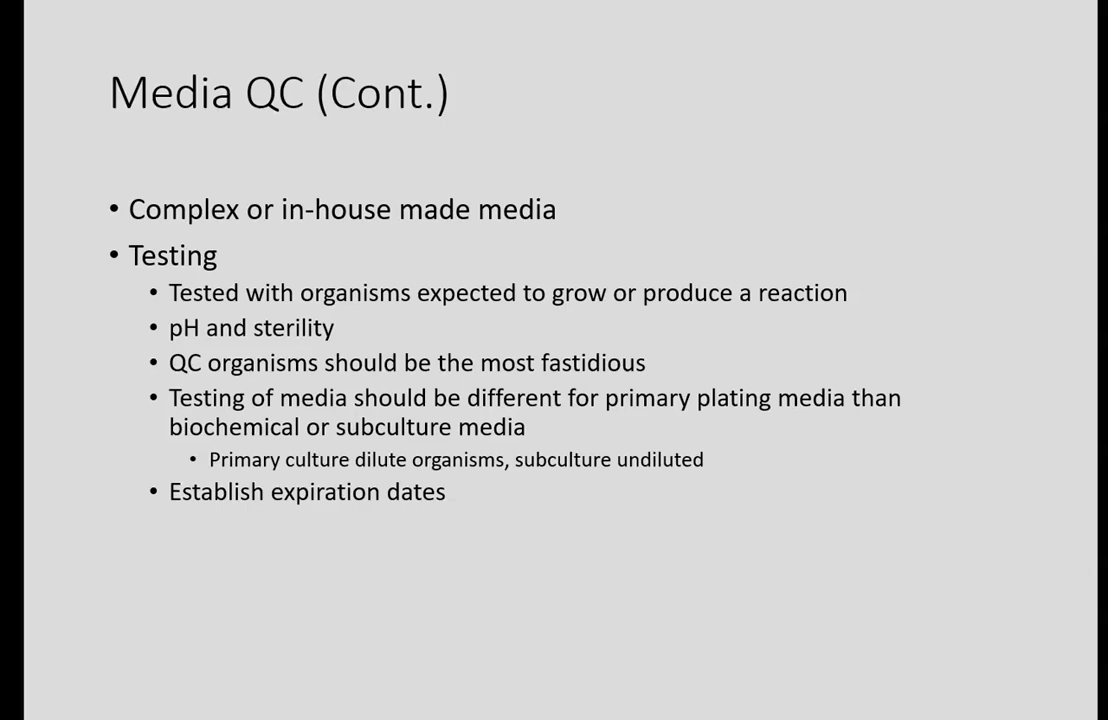 Media QC (Cont.)
• Complex or in-house made media
• Testing
• Tested with organisms expected to grow or produce a reaction
• pH and sterility
• QC organisms should be the most fastidious
• Testing of media should be different for primary plating media than
biochemical or subculture media
• Primary culture dilute organisms, subculture undiluted
• Establish expiration dates